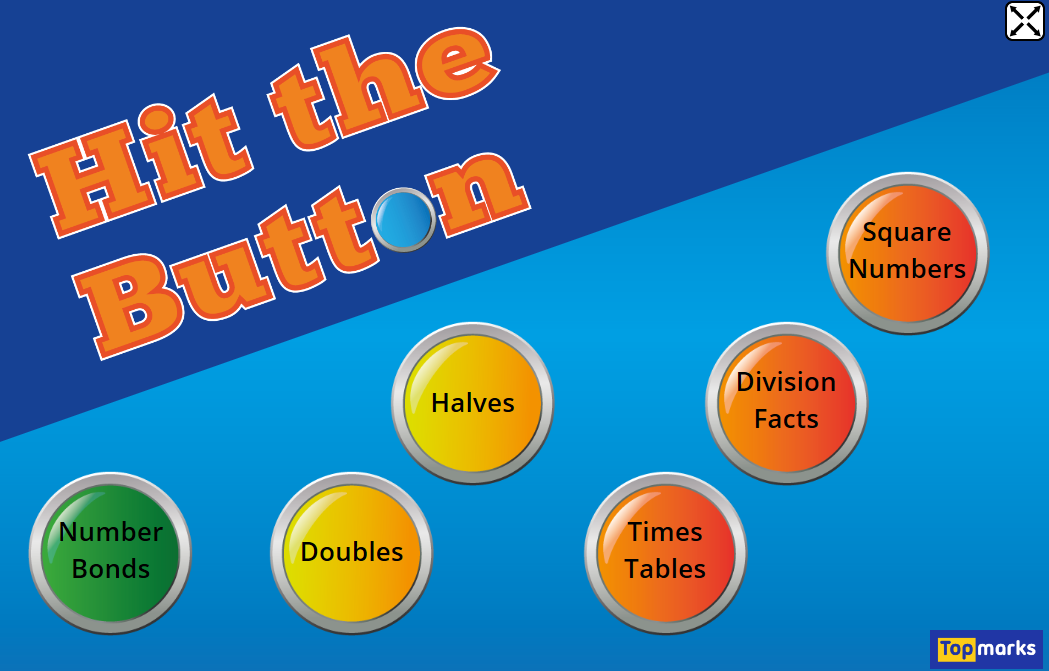 Hit the
Button
Square
Numbers
Halves
Division
Facts
Number
Bonds
Doubles
Times
Tables
Topmarks